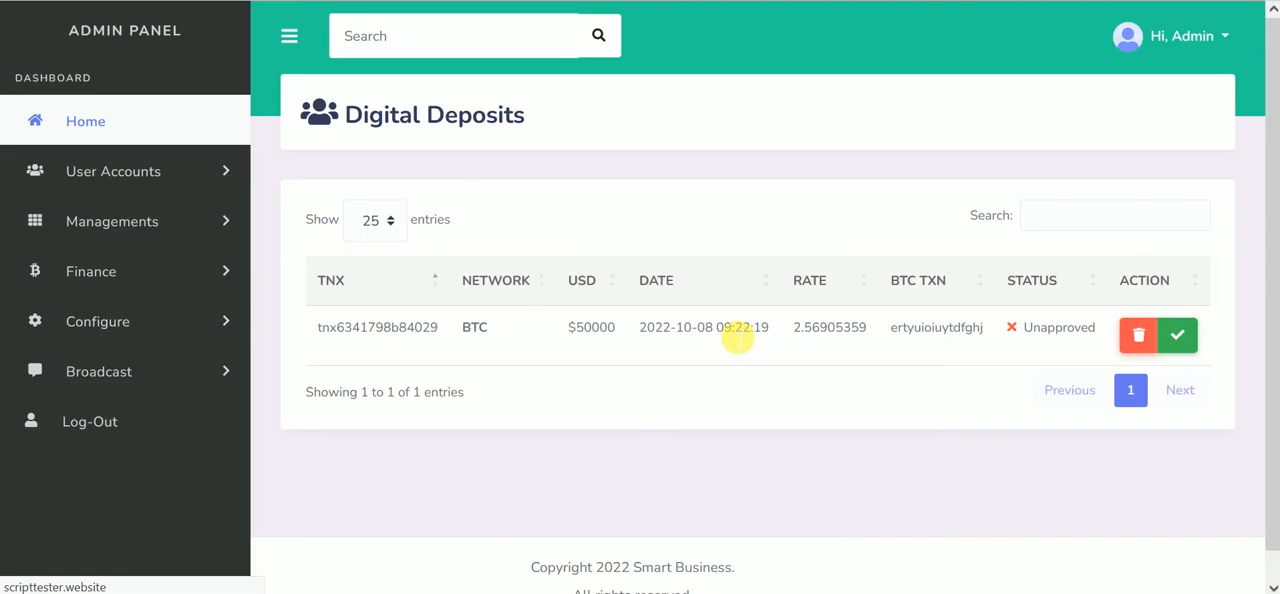 ADMIN PANEL
DASHBOARD
Home
User Accounts
Managements
Finance
Configure
Broadcast
Log-Out
scripttester.website
Search
Hi, Admin
Digital Deposits
Show 25 entries
Search:
TNX NETWORK USD DATE RATE BTC TXN STATUS ACTION
tnx6341798b84029 BTC $50000 2022-10-08 09:22:19 2.56905359 ertyuioiuytdfghj Unapproved
Showing 1 to 1 of 1 entries
Previous 1 Next
Copyright 2022 Smart Business.
All rights reserved